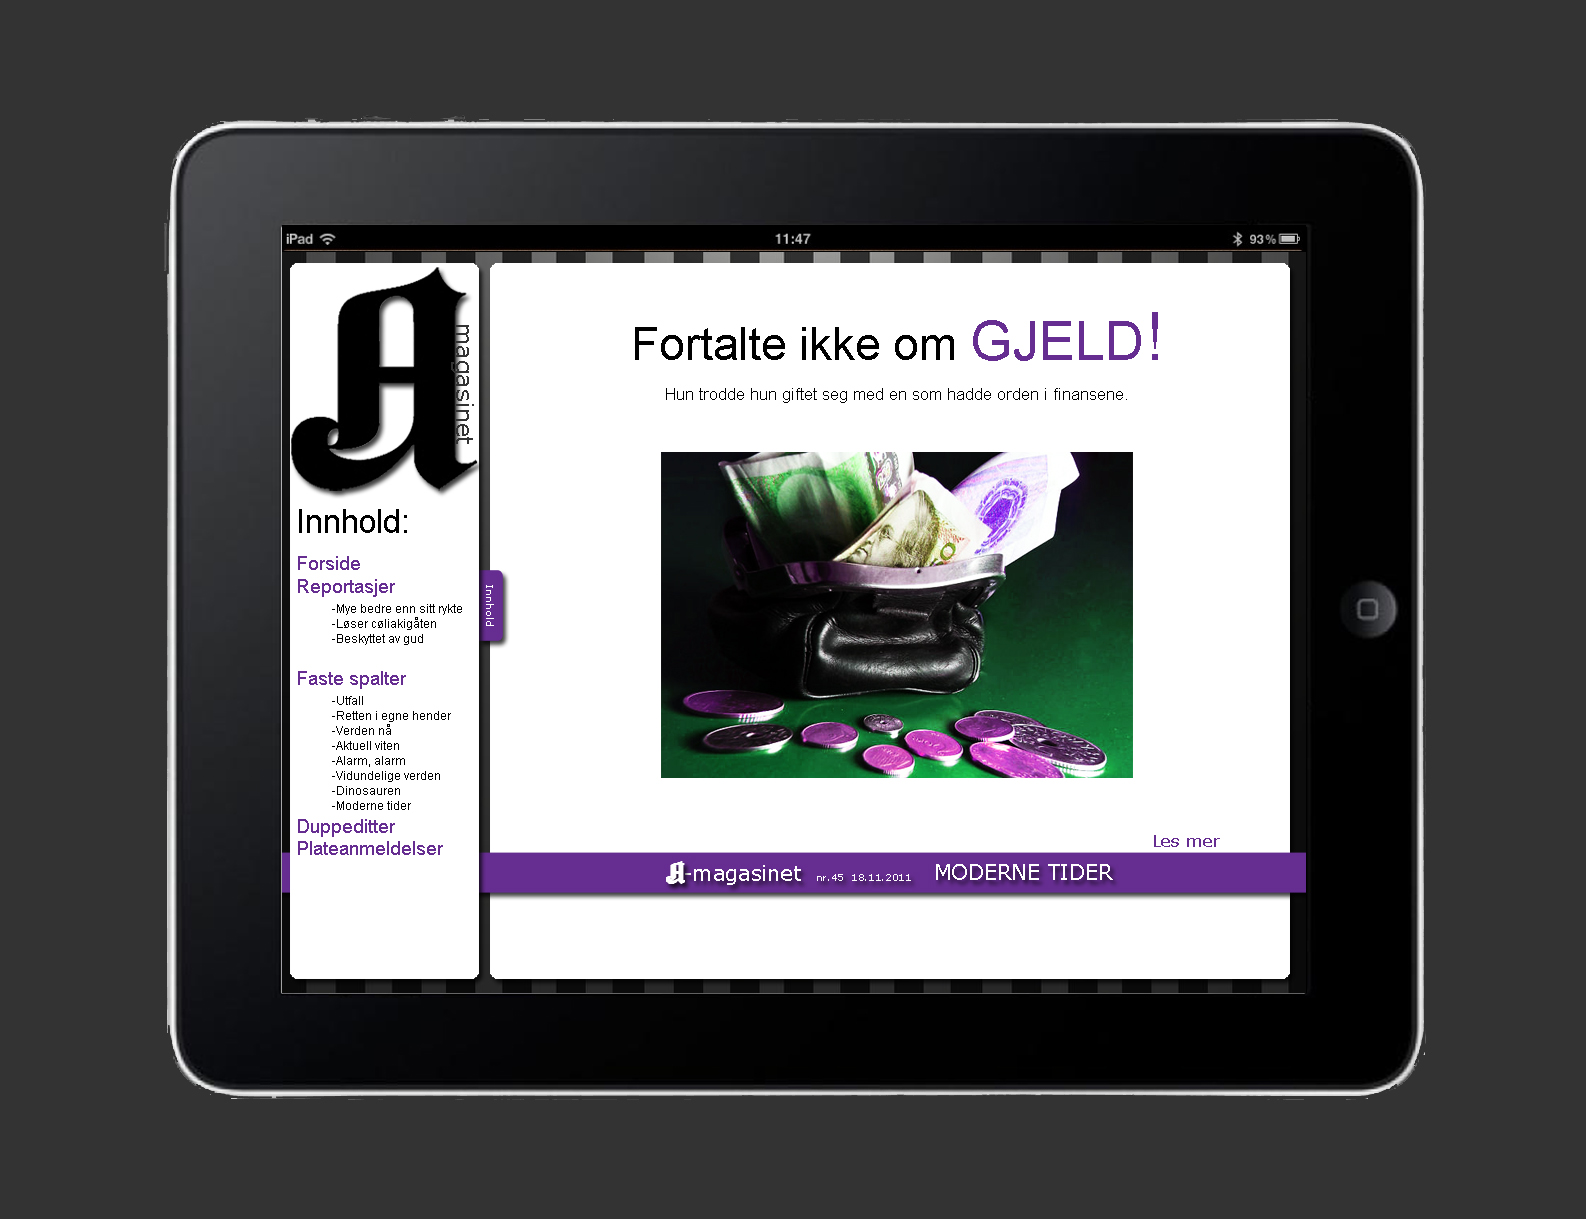 iPad 11:47 93%
A
magasinet
Innhold:
Forside
Reportasjer
-Mye bedre enn sitt rykte
-Løser cøliakigåten
-Beskyttet av gud
Faste spalter
-Utfall
-Retten i egne hender
-Verden nå
-Aktuell viten
-Alarm, alarm
-Vidundelige verden
-Dinosauren
-Moderne tider
Duppeditter
Plateanmeldelser
Innhold
Fortalte ikke om GJELD!
Hun trodde hun giftet seg med en som hadde orden i finansene.
Les mer
A-magasinet nr.45 18.11.2011 MODERNE TIDER